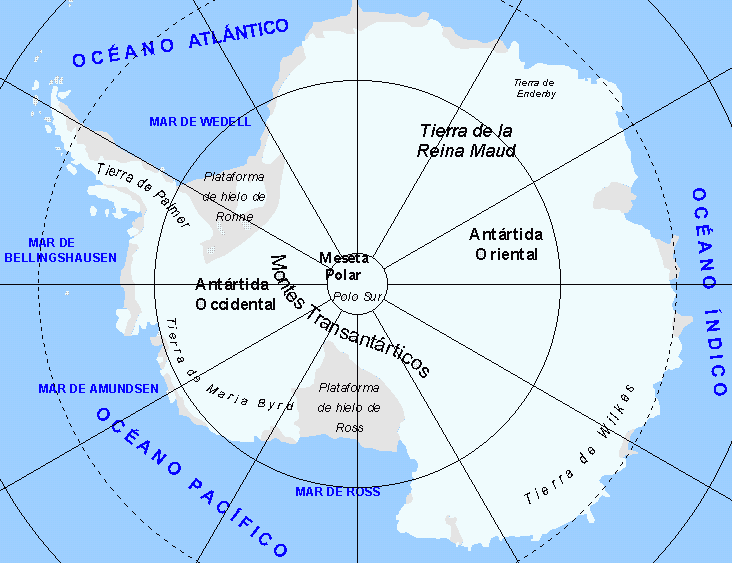 OCÉANO ATLÁNTICO
Tierra de
Enderby
MAR DE WEDELL
Tierra de la
Reina Maud
Tierra de Palmer
Plataforma
de hielo de
Ronne
MAR DE
BELLINGSHAUSEN
Antártida
Oriental
OCÉANO ÍNDICO
Meseta
Polar
Polo Sur
Antártida
Occidental
Montes Transantárticos
Tierra de Maria Byrd
MAR DE AMUNDSEN
Plataforma
de hielo de
Ross
Tierra de Wilkes
OCÉANO PACÍFICO
MAR DE ROSS